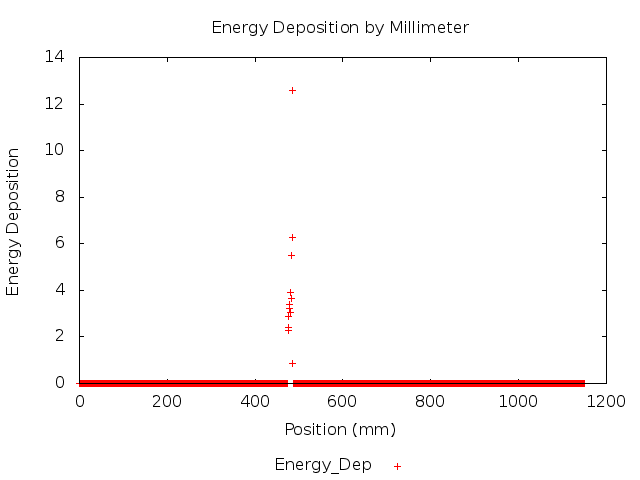 Energy Deposition by Millimeter
14
12
10
8
6
4
2
0
Energy Deposition
0 200 400 600 800 1000 1200
Position (mm)
Energy_Dep